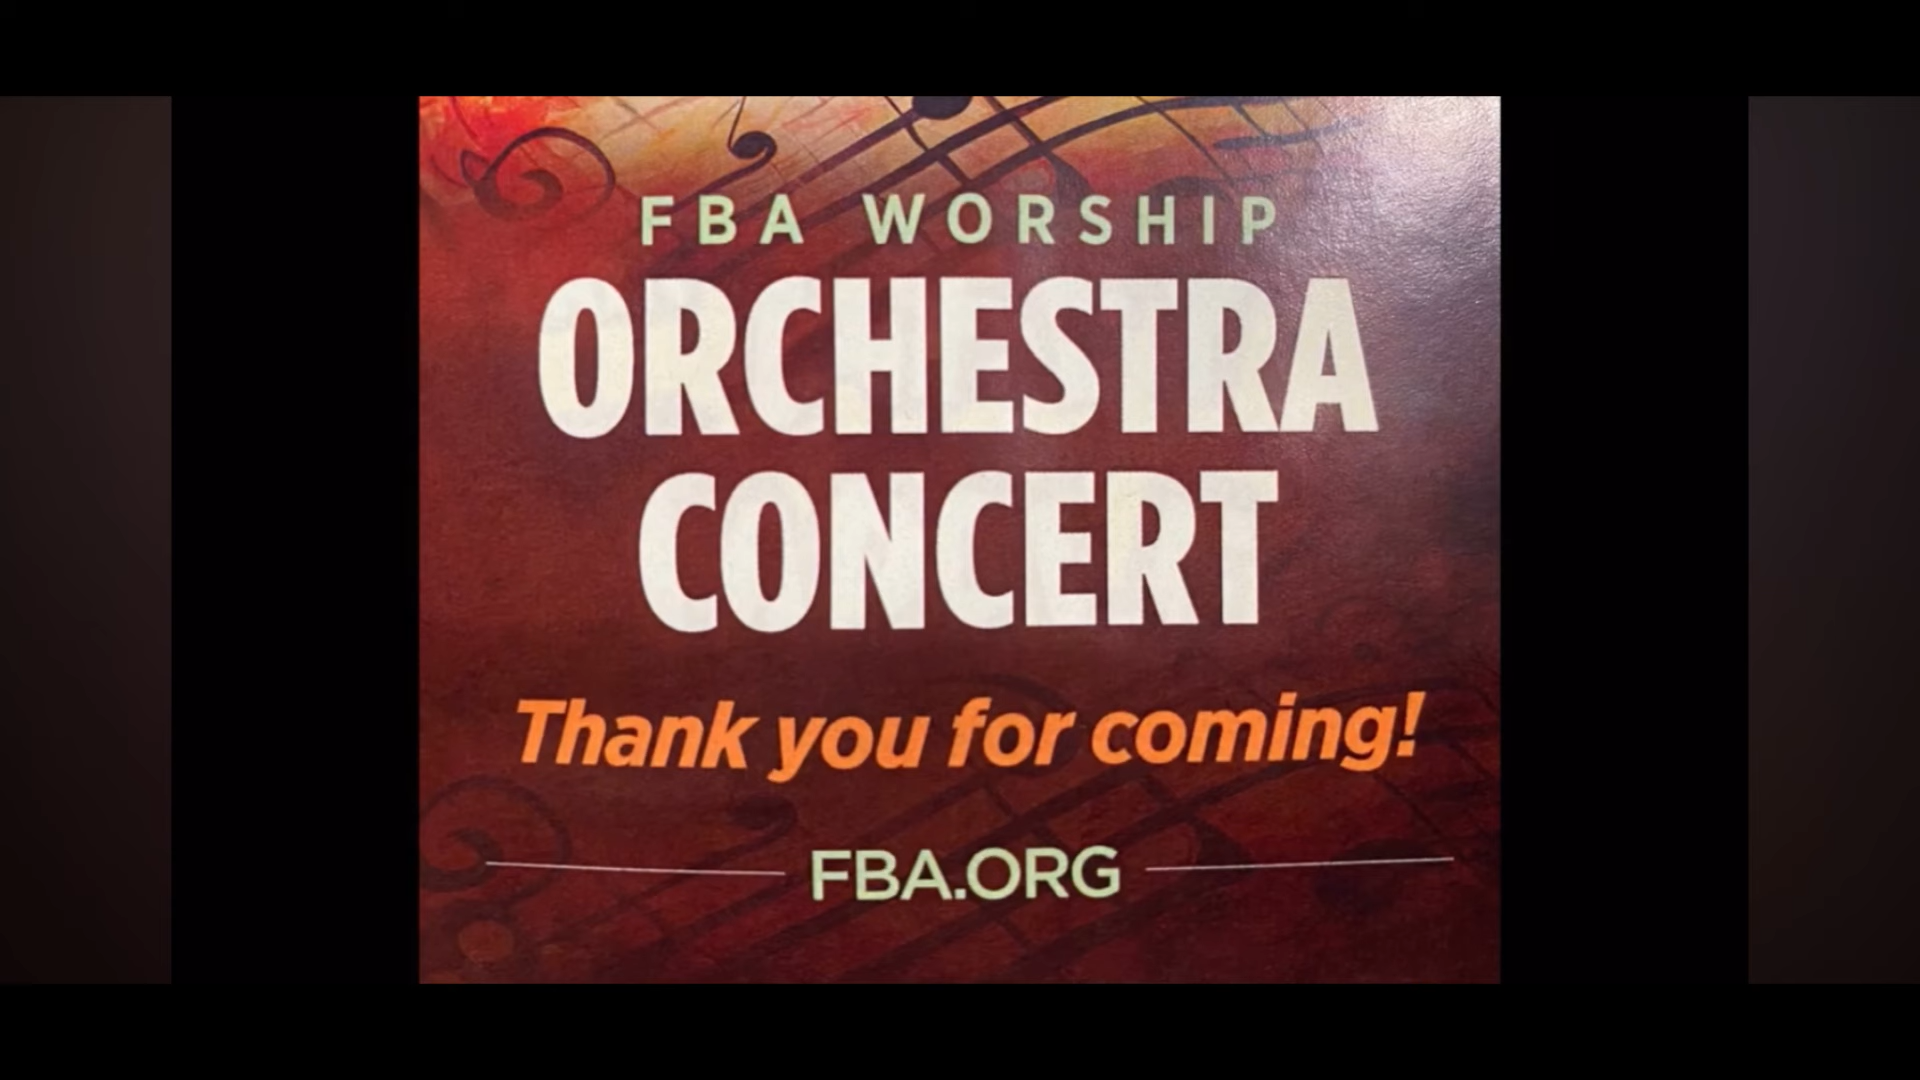 FBA WORSHIP
ORCHESTRA
CONCERT
Thank you for coming!
FBA.ORG